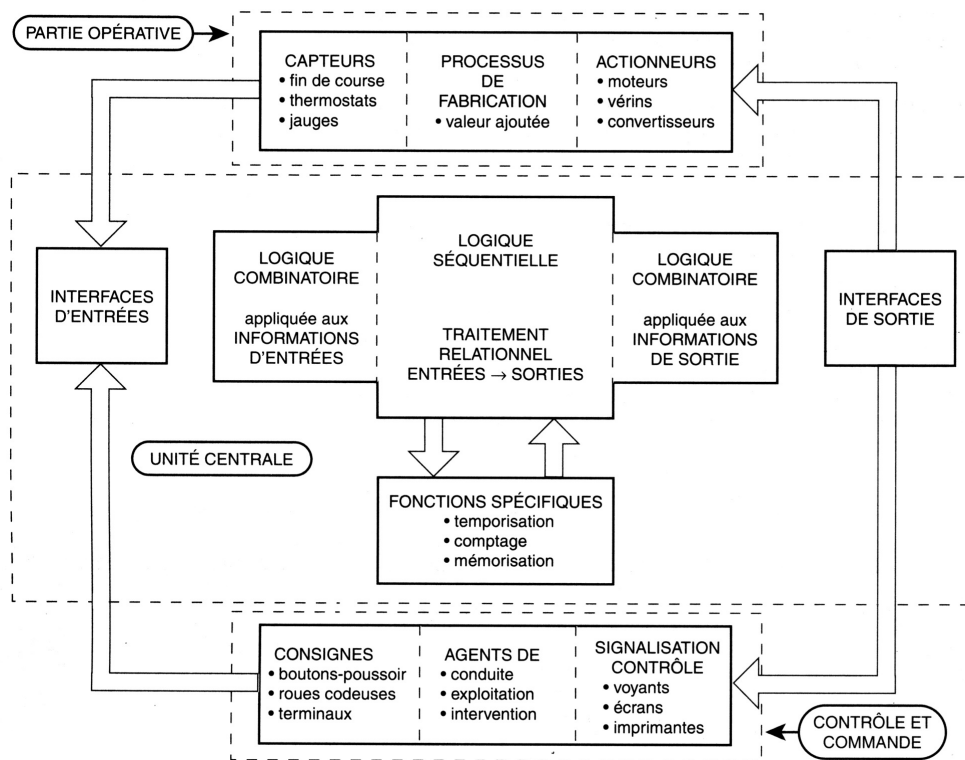 PARTIE OPÉRATIVE
CAPTEURS
• fin de course
• thermostats
• jauges
PROCESSUS
DE
FABRICATION
• valeur ajoutée
ACTIONNEURS
• moteurs
• vérins
• convertisseurs
INTERFACES
D'ENTRÉES
LOGIQUE
COMBINATOIRE
appliquée aux
INFORMATIONS
D'ENTRÉES
LOGIQUE
SÉQUENTIELLE
TRAITEMENT
RELATIONNEL
ENTRÉES → SORTIES
LOGIQUE
COMBINATOIRE
appliquée aux
INFORMATIONS
DE SORTIE
INTERFACES
DE SORTIE
UNITÉ CENTRALE
FONCTIONS SPÉCIFIQUES
• temporisation
• comptage
• mémorisation
CONSIGNES
• boutons-poussoir
• roues codeuses
• terminaux
AGENTS DE
• conduite
• exploitation
• intervention
SIGNALISATION
CONTRÔLE
• voyants
• écrans
• imprimantes
CONTRÔLE ET
COMMANDE